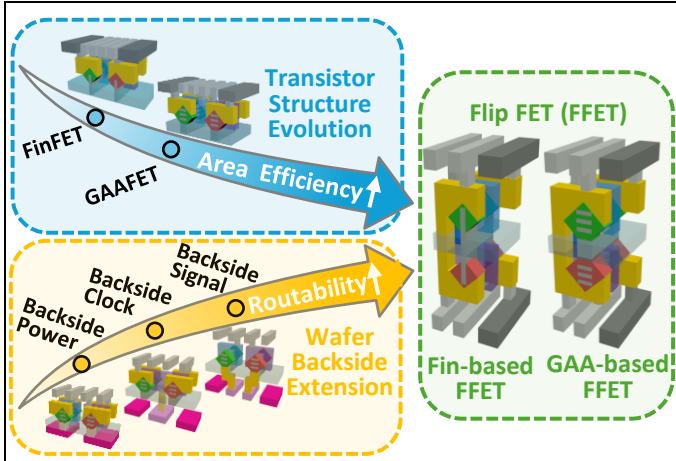 Transistor
Structure
Evolution
FinFET
GAAFET
Area Efficiency
Backside
Power
Backside
Clock
Backside
Signal
Routability
Wafer
Backside
Extension
Flip FET (FFET)
Fin-based
FFET
GAA-based
FFET